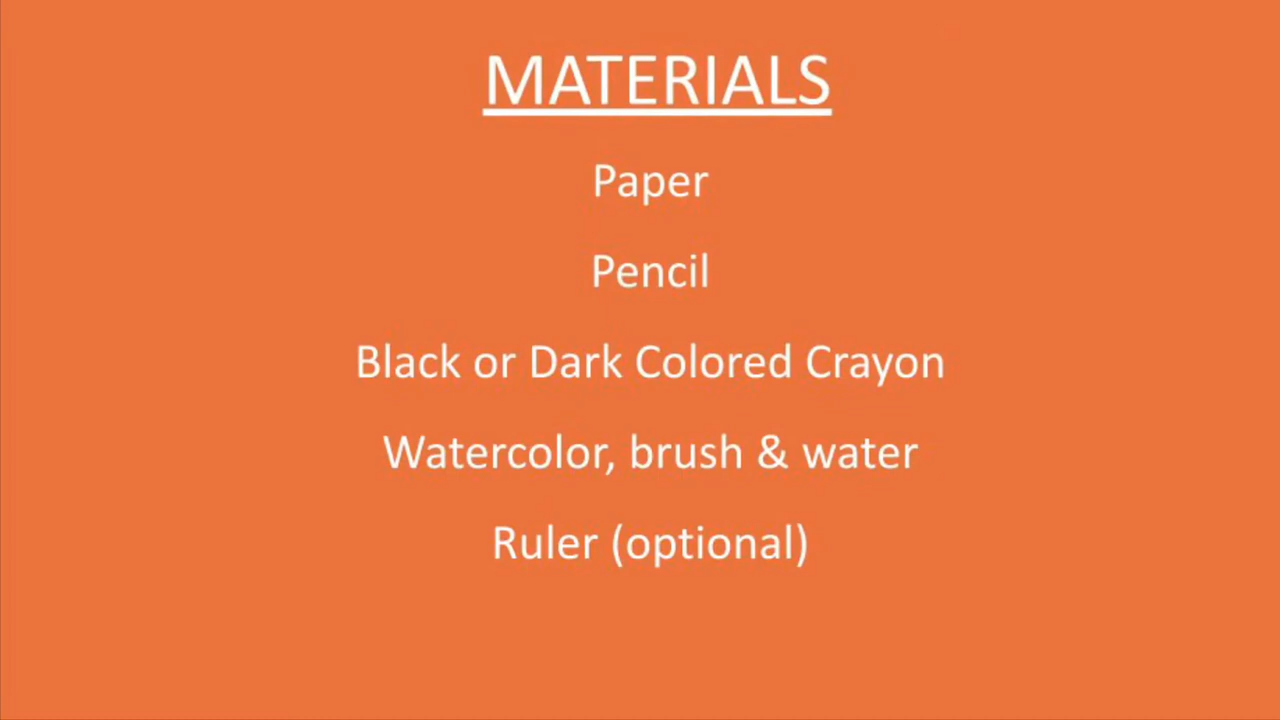 MATERIALS
Paper
Pencil
Black or Dark Colored Crayon
Watercolor, brush & water
Ruler (optional)